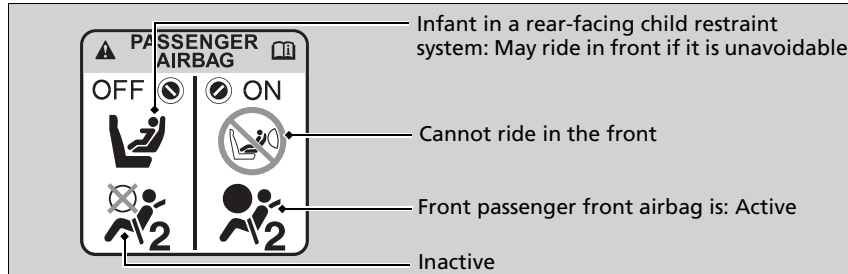 PASSENGER
AIRBAG
OFF
ON
2
2
Infant in a rear-facing child restraint
system: May ride in front if it is unavoidable
Cannot ride in the front
Front passenger front airbag is: Active
Inactive